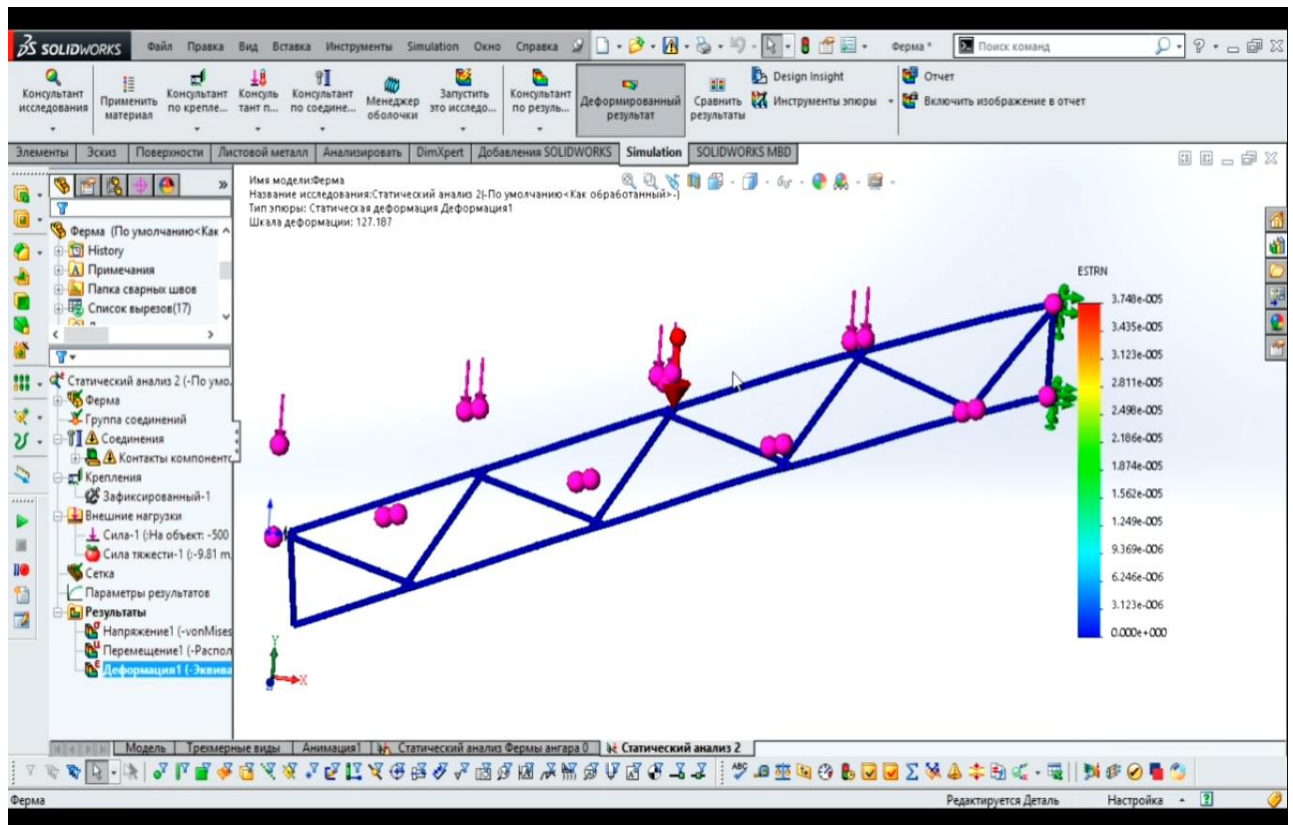 SOLIDWORKS Файл Правка Вид Вставка Инструменты Simulation Окно Справка Ферма * Поиск команд
Консультант исследования
Применить материал
Консультант по крепле...
Консуль тант п...
Консультант по соедине...
Менеджер оболочки
Запустить это исследо...
Консультант по резуль...
Деформированный результат
Сравнить результаты
Design Insight
Инструменты эпюры
Отчет
Включить изображение в отчет
Элементы Эскиз Поверхности Листовой металл Анализировать DimXpert Добавления SOLIDWORKS Simulation SOLIDWORKS MBD
Имя модели:Ферма
Название исследования:Статический анализ 2(-По умолчанию<Как обработанный>-)
Тип эпюры: Статическая деформация Деформация1
Шкала деформации: 127.187
Ферма (По умолчанию<Как
History
Примечания
Папка сварных швов
Список вырезов(17)
Статический анализ 2 (-По умо.
Ферма
Группа соединений
Соединения
Контакты компоненто
Крепления
Зафиксированный-1
Внешние нагрузки
Сила-1 (:На объект: -500
Сила тяжести-1 (:-9.81 m,
Сетка
Параметры результатов
Результаты
Напряжение1 (-vonMises
Перемещение1 (-Распол
Деформация1 (-Эквива
ESTRN
3.748e-005
3.435e-005
3.123e-005
2.811e-005
2.498e-005
2.186e-005
1.874e-005
1.562e-005
1.249e-005
9.369e-006
6.246e-006
3.123e-006
0.000e+000
Y
X
Модель Трехмерные виды Анимация1 Статический анализ Фермы ангара 0 Статический анализ 2
Ферма Редактируется Деталь Настройка